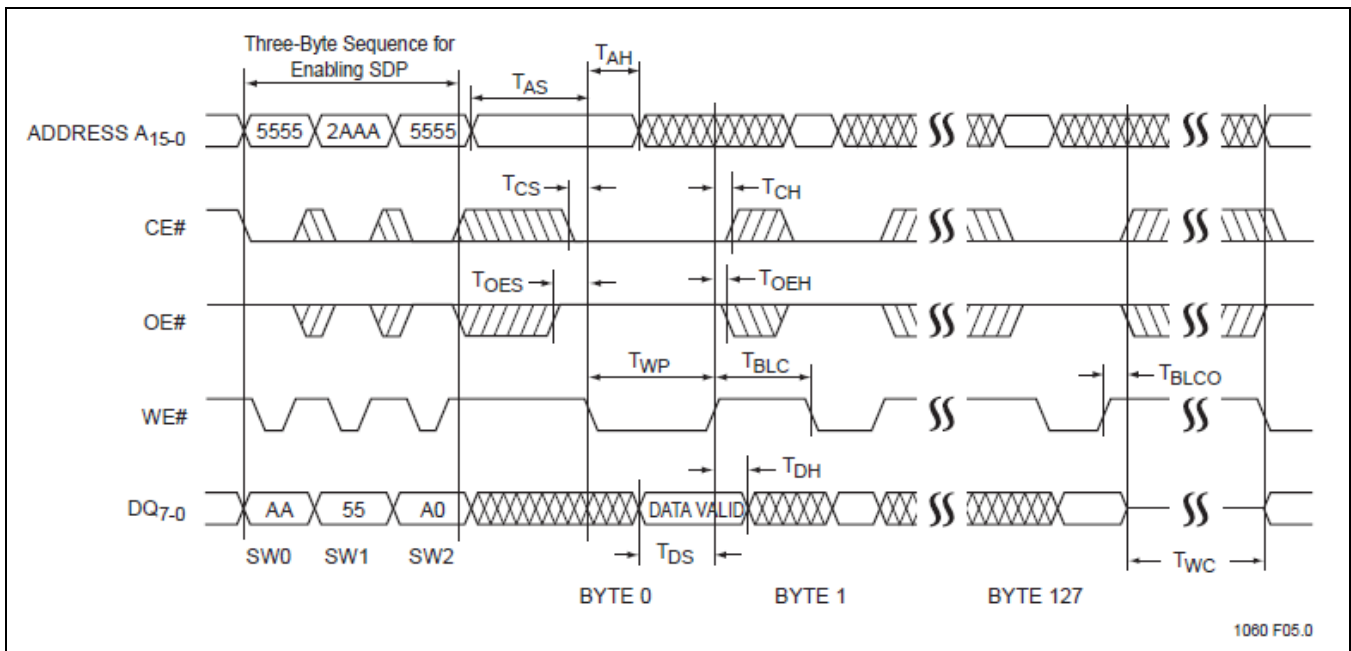 Three-Byte Sequence for
Enabling SDP
TAH
TAS
ADDRESS A15-0
5555 2AAA 5555
TCS
TCH
CE#
TOES
TOEH
OE#
TWP
TBLC
TBLCO
WE#
TDH
DQ7-0
AA 55 A0
DATA VALID
SW0 SW1 SW2
TDS
TWC
BYTE 0
BYTE 1
BYTE 127
1060 F05.0